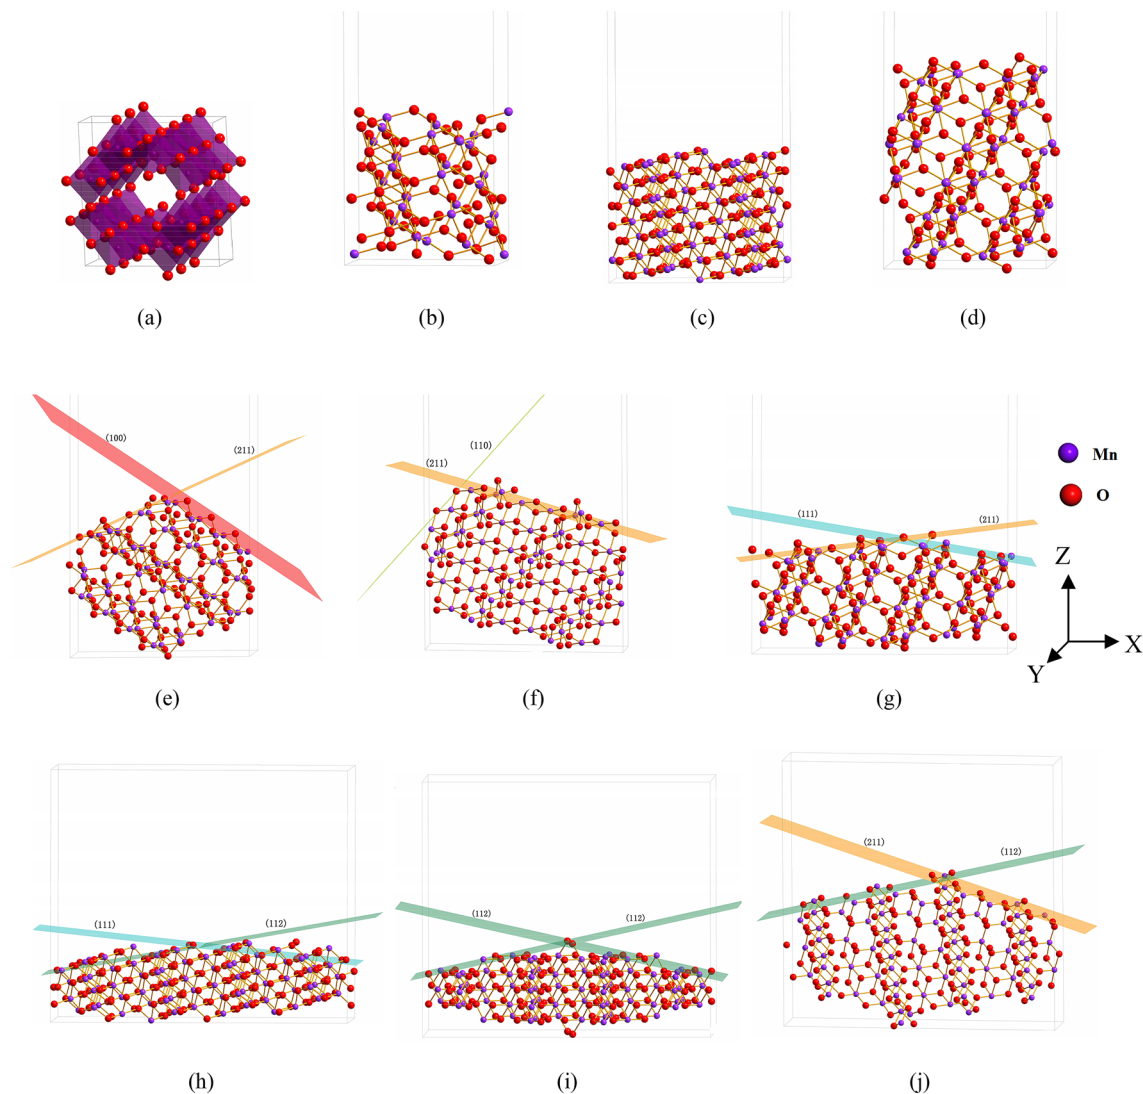 (a)
(b)
(c)
(d)
(100)
(211)
(e)
(211)
(110)
(f)
(111)
(211)
(g)
Mn
O
Z
X
Y
(111)
(112)
(h)
(112)
(112)
(i)
(211)
(112)
(j)